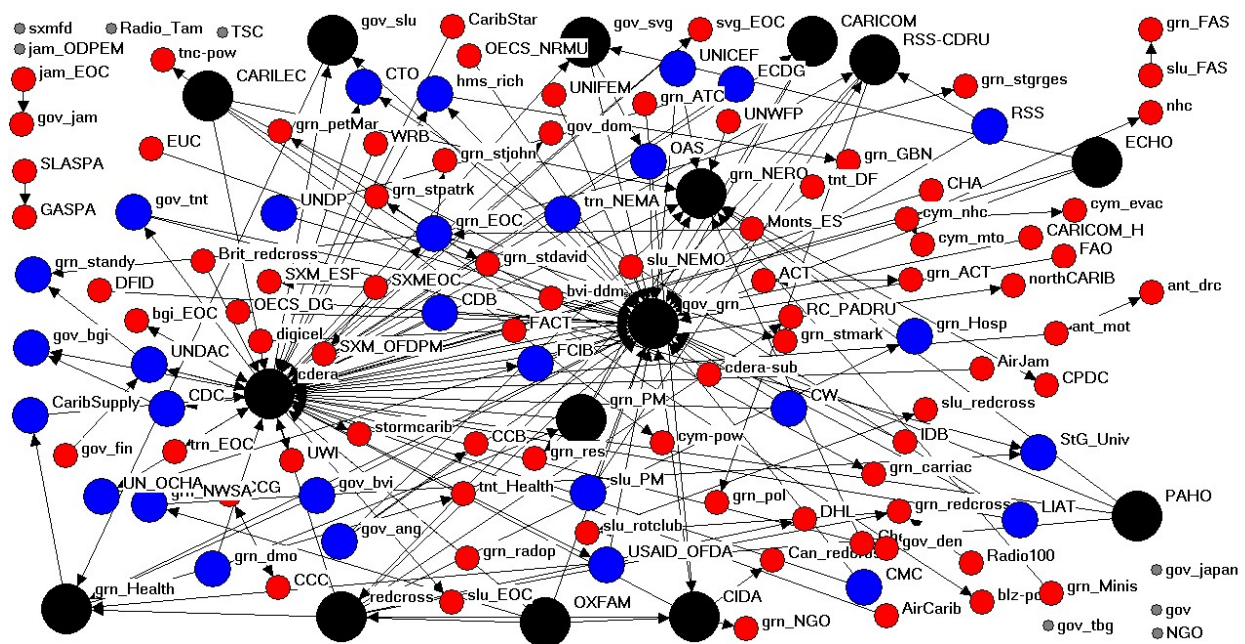 sxmfd
Radio_Tam
TSC
gov_slu
CaribStar
gov_svg
svg_EOC
CARICOM
grn_FAS
jam_ODPEM
tnc-pow
OECS_NRMU
UNICEF
RSS-CDRU
jam_EOC
CARILEC
CTO
hms_rich
ECDG
slu_FAS
UNIFEM
grn_ATC
grn_stgrges
gov_jam
grn_petMar
UNWFP
RSS
nhc
EUC
WRB
gov_dom
OAS
ECHO
SLASPA
grn_stjohn
grn_NERO
grn_GBN
GASPA
gov_tnt
UNDP
grn_stpatrk
trn_NEMA
tnt_DF
CHA
cym_evac
grn_EOC
Monts_ES
cym_nhc
cym_mto
CARICOM_H
grn_standy
Brit_redcross
grn_stdavid
slu_NEMO
FAO
DFID
SXM_ESF
SXMEOC
ACT
grn_ACT
northCARIB
ant_drc
OECS_DG
CDB
bvi-ddm
gov_grn
bgi_EOC
RC_PADRU
gov_bgi
digicel
FACT
grn_stmark
grn_Hosp
ant_mot
UNDAC
SXM_OFDPM
FCIB
cdera
cdera-sub
AirJam
CPDC
CaribSupply
CDC
grn_PM
CW
slu_redcross
gov_fin
trn_EOC
stormcarib
CCB
cym-pow
IDB
StG_Univ
UWI
grn_res
grn_carriac
UN_OCHA
grn_NWSA
CCG
gov_bvi
tnt_Health
slu_PM
grn_pol
grn_redcross
LIAT
PAHO
gov_ang
slu_rotclub
DHL
gov_den
grn_dmo
grn_radop
USAID_OFDA
Can_redcross
Radio100
gov_japan
grn_Health
CCC
redcross
slu_EOC
OXFAM
CIDA
CMC
AirCarib
grn_Minis
grn_NGO
gov
gov_tbg
NGO